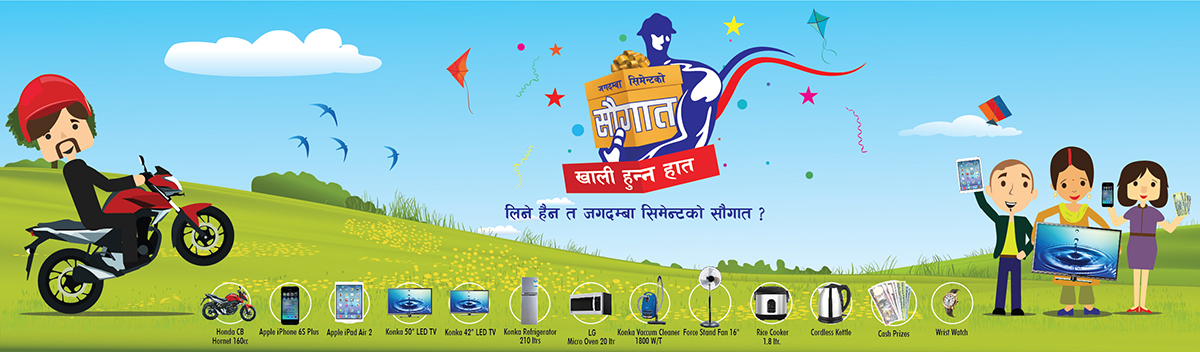 जगदम्बा सिमेन्टको
सौगात
खाली हुन्न हात
लिने हैन त जगदम्बा सिमेन्टको सौगात ?
Honda CB
Hornet 160cc
Apple iPhone 6S Plus
Apple iPad Air 2
Konka 50" LED TV
Konka 42" LED TV
Konka Refrigerator
210 ltrs
LG
Micro Oven 20 ltr
Konka Vaccum Cleaner
1800 W/T
Force Stand Fan 16"
Rice Cooker
1.8 ltr.
Cordless Kettle
Cash Prizes
Wrist Watch